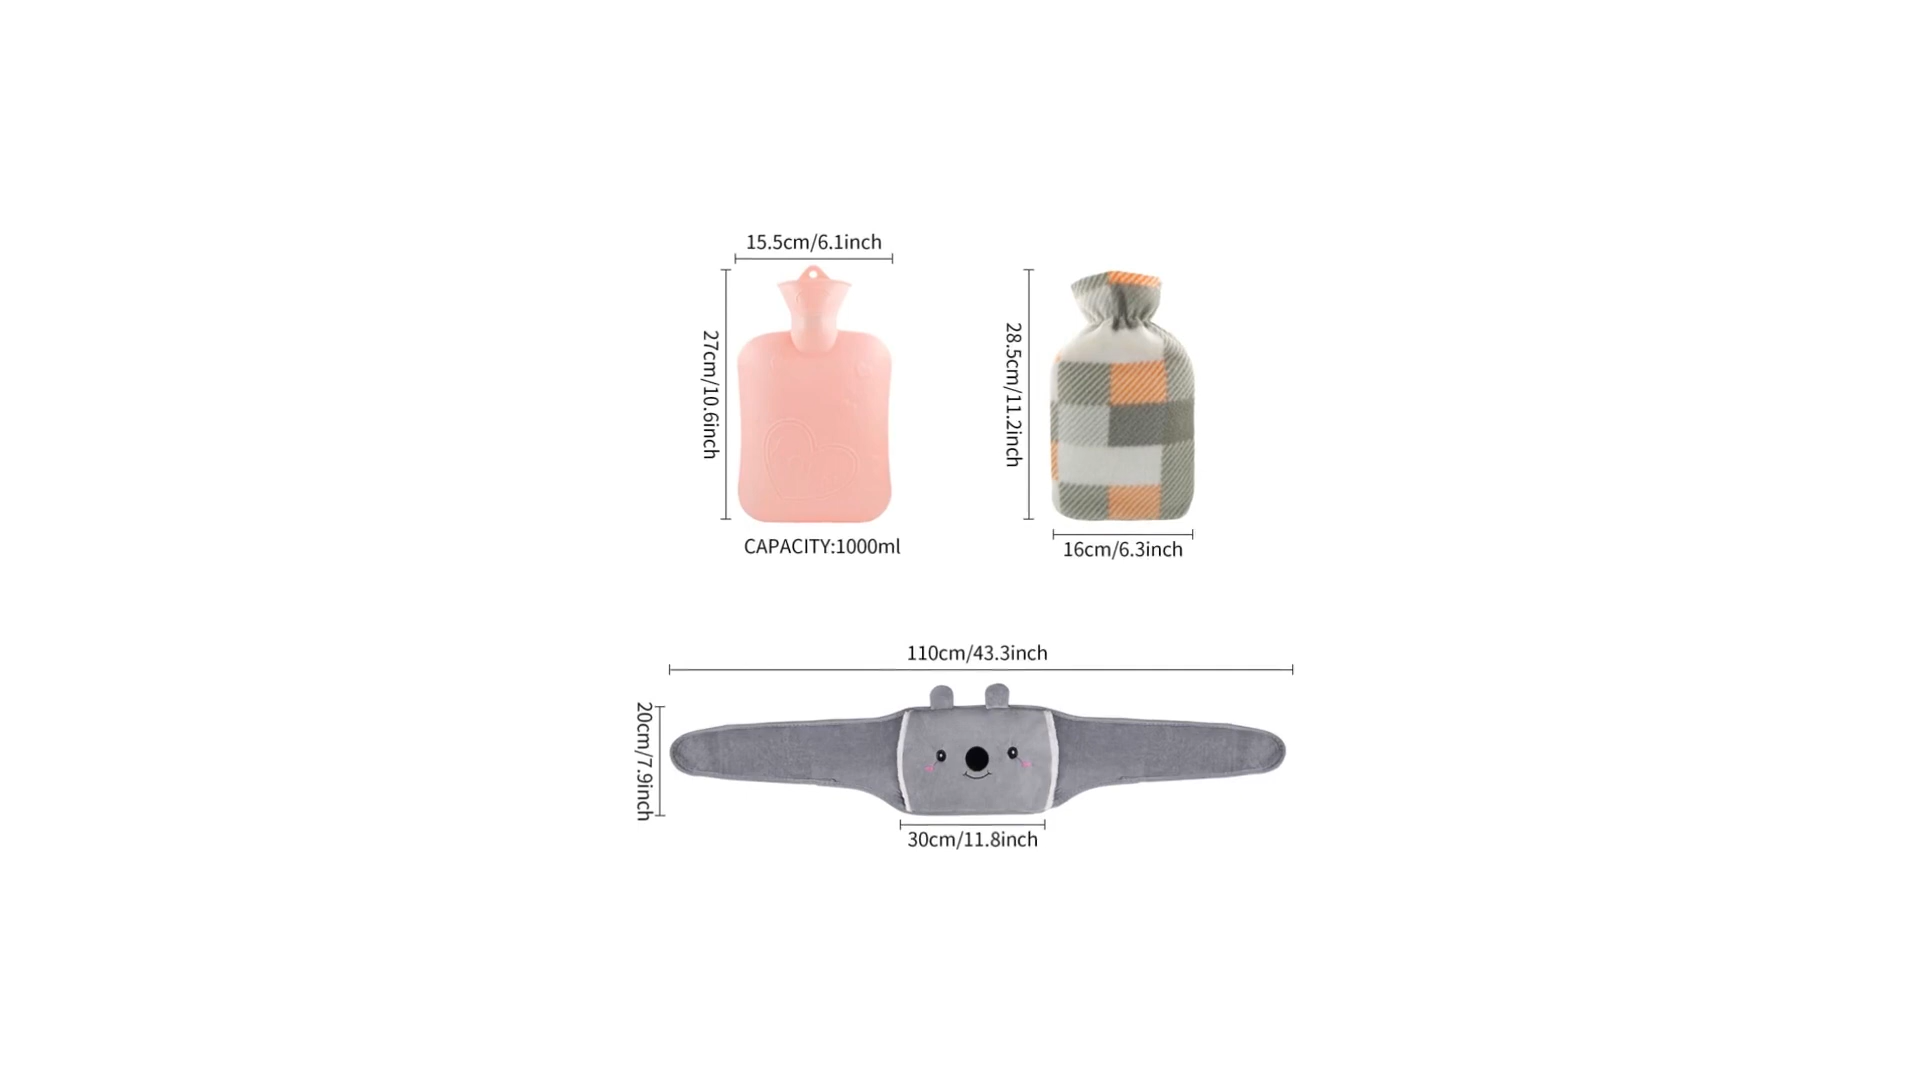 15.5cm/6.1inch
27cm/10.6inch
CAPACITY:1000ml
28.5cm/11.2inch
16cm/6.3inch
110cm/43.3inch
20cm/7.9inch
30cm/11.8inch